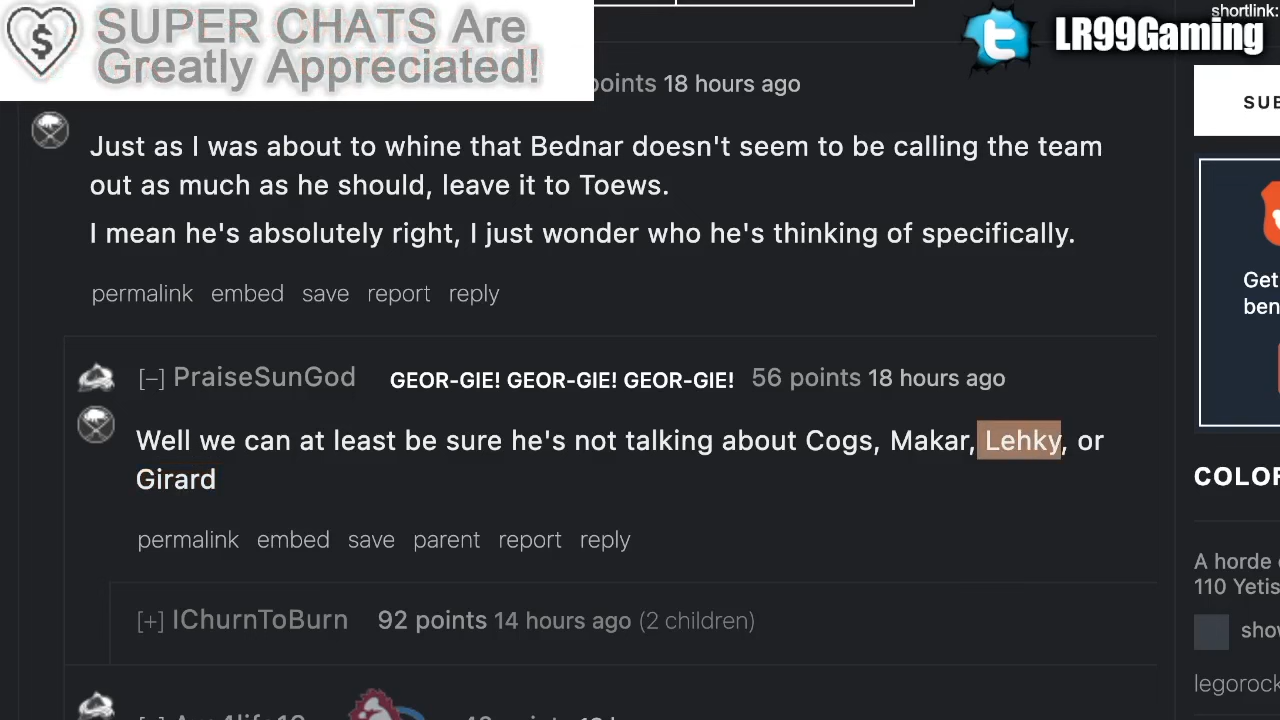 SUPER CHATS Are
Greatly Appreciated!
shortlink:
LR99Gaming
points 18 hours ago
SUB
Just as I was about to whine that Bednar doesn't seem to be calling the team
out as much as he should, leave it to Toews.
I mean he's absolutely right, I just wonder who he's thinking of specifically.
Get
ben
permalink embed save report reply
[–] PraiseSunGod GEOR-GIE! GEOR-GIE! GEOR-GIE! 56 points 18 hours ago
Well we can at least be sure he's not talking about Cogs, Makar, Lehky, or
Girard
COLOR
permalink embed save parent report reply
A horde
110 Yetis
[+] IChurnToBurn 92 points 14 hours ago (2 children)
show
legorock